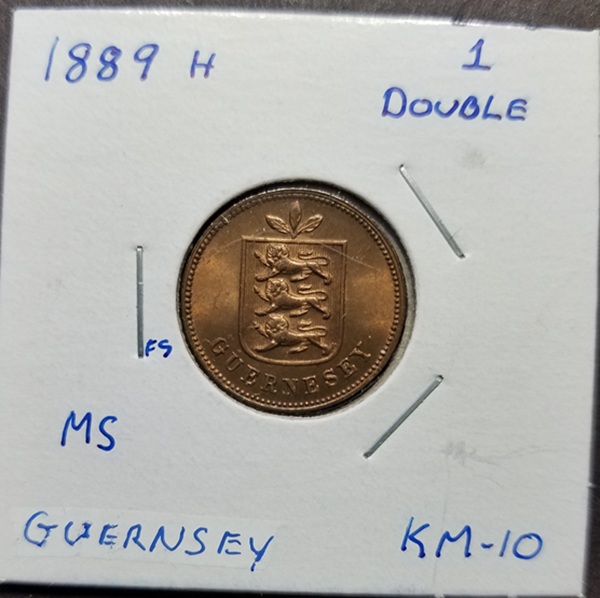 1889 H
1
DOUBLE
GUERNESEY
FS
MS
GUERNSEY
KM-10